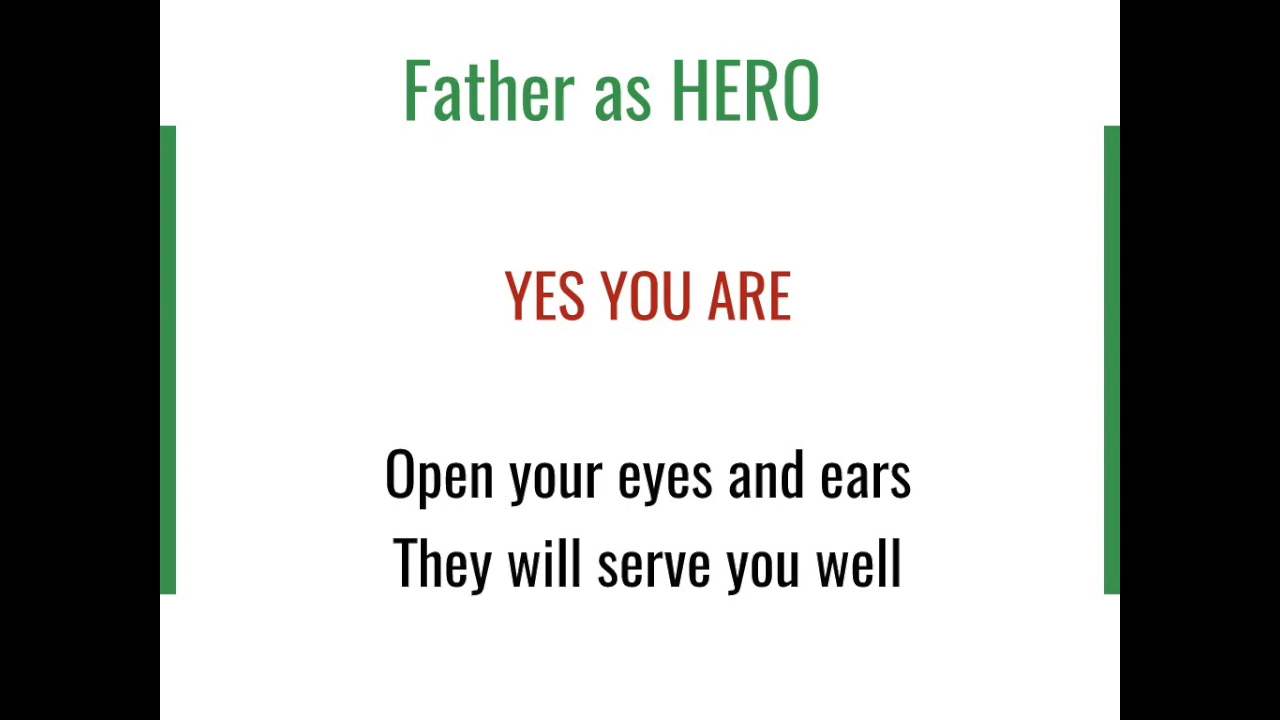 Father as HERO
YES YOU ARE
Open your eyes and ears
They will serve you well